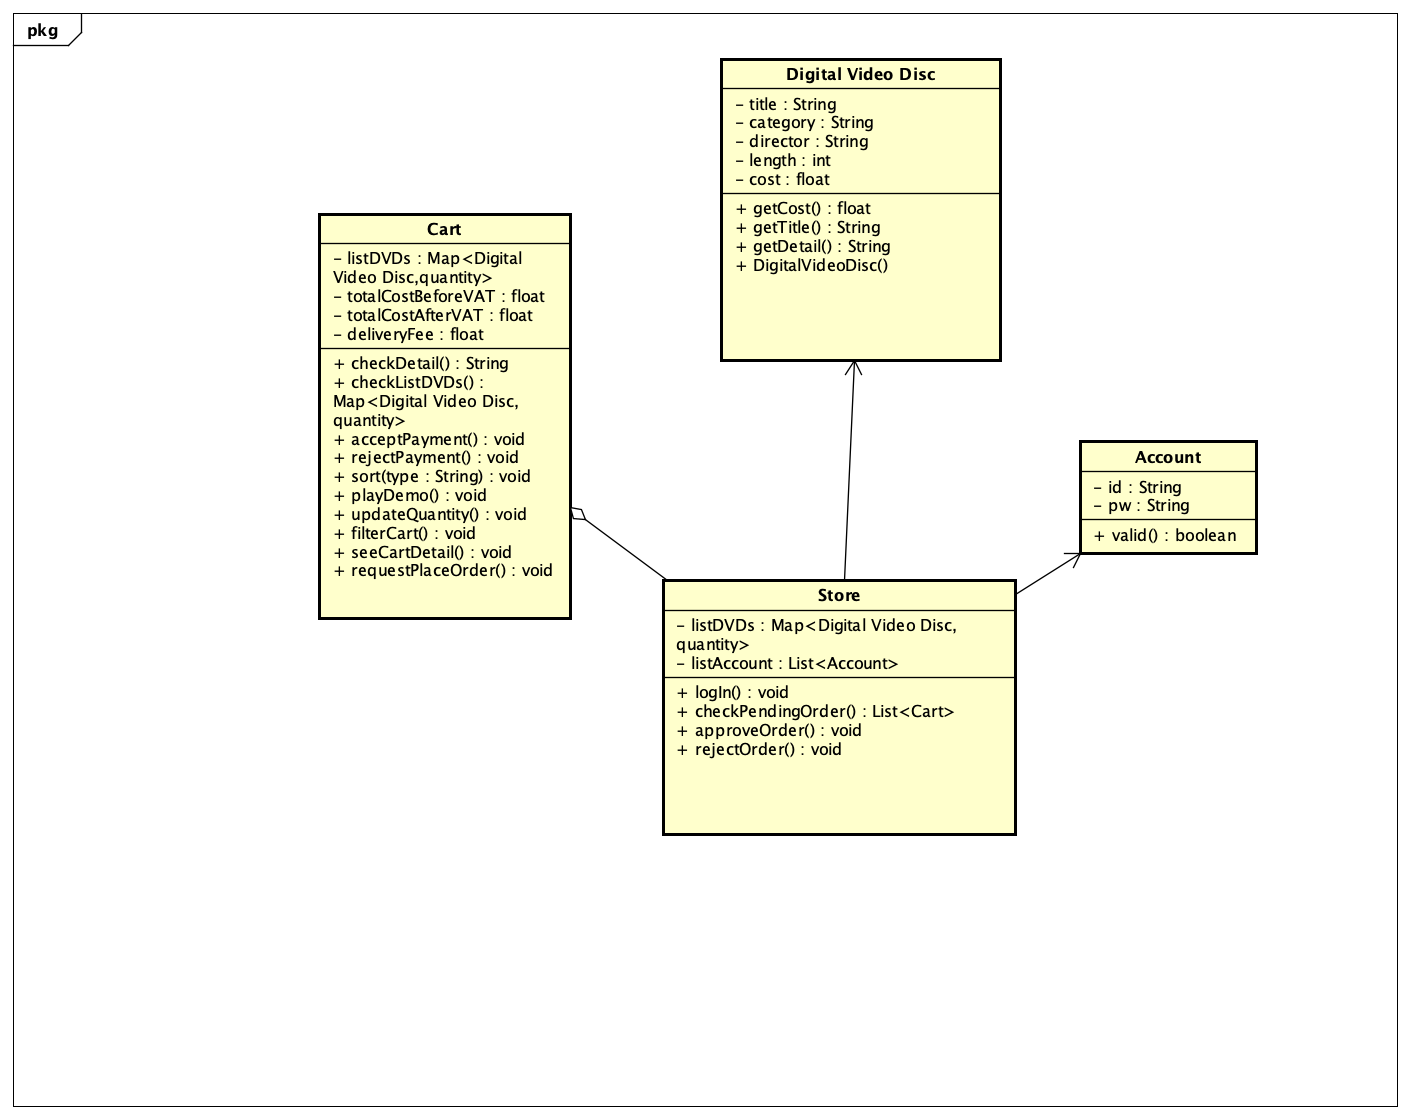 pkg
Digital Video Disc
– title : String
– category : String
– director : String
– length : int
– cost : float
+ getCost() : float
+ getTitle() : String
+ getDetail() : String
+ DigitalVideoDisc()
Cart
– listDVDs : Map<Digital
Video Disc,quantity>
– totalCostBeforeVAT : float
– totalCostAfterVAT : float
– deliveryFee : float
+ checkDetail() : String
+ checkListDVDs() :
Map<Digital Video Disc,
quantity>
+ acceptPayment() : void
+ rejectPayment() : void
+ sort(type : String) : void
+ playDemo() : void
+ updateQuantity() : void
+ filterCart() : void
+ seeCartDetail() : void
+ requestPlaceOrder() : void
Account
– id : String
– pw : String
+ valid() : boolean
Store
– listDVDs : Map<Digital Video Disc,
quantity>
– listAccount : List<Account>
+ logIn() : void
+ checkPendingOrder() : List<Cart>
+ approveOrder() : void
+ rejectOrder() : void